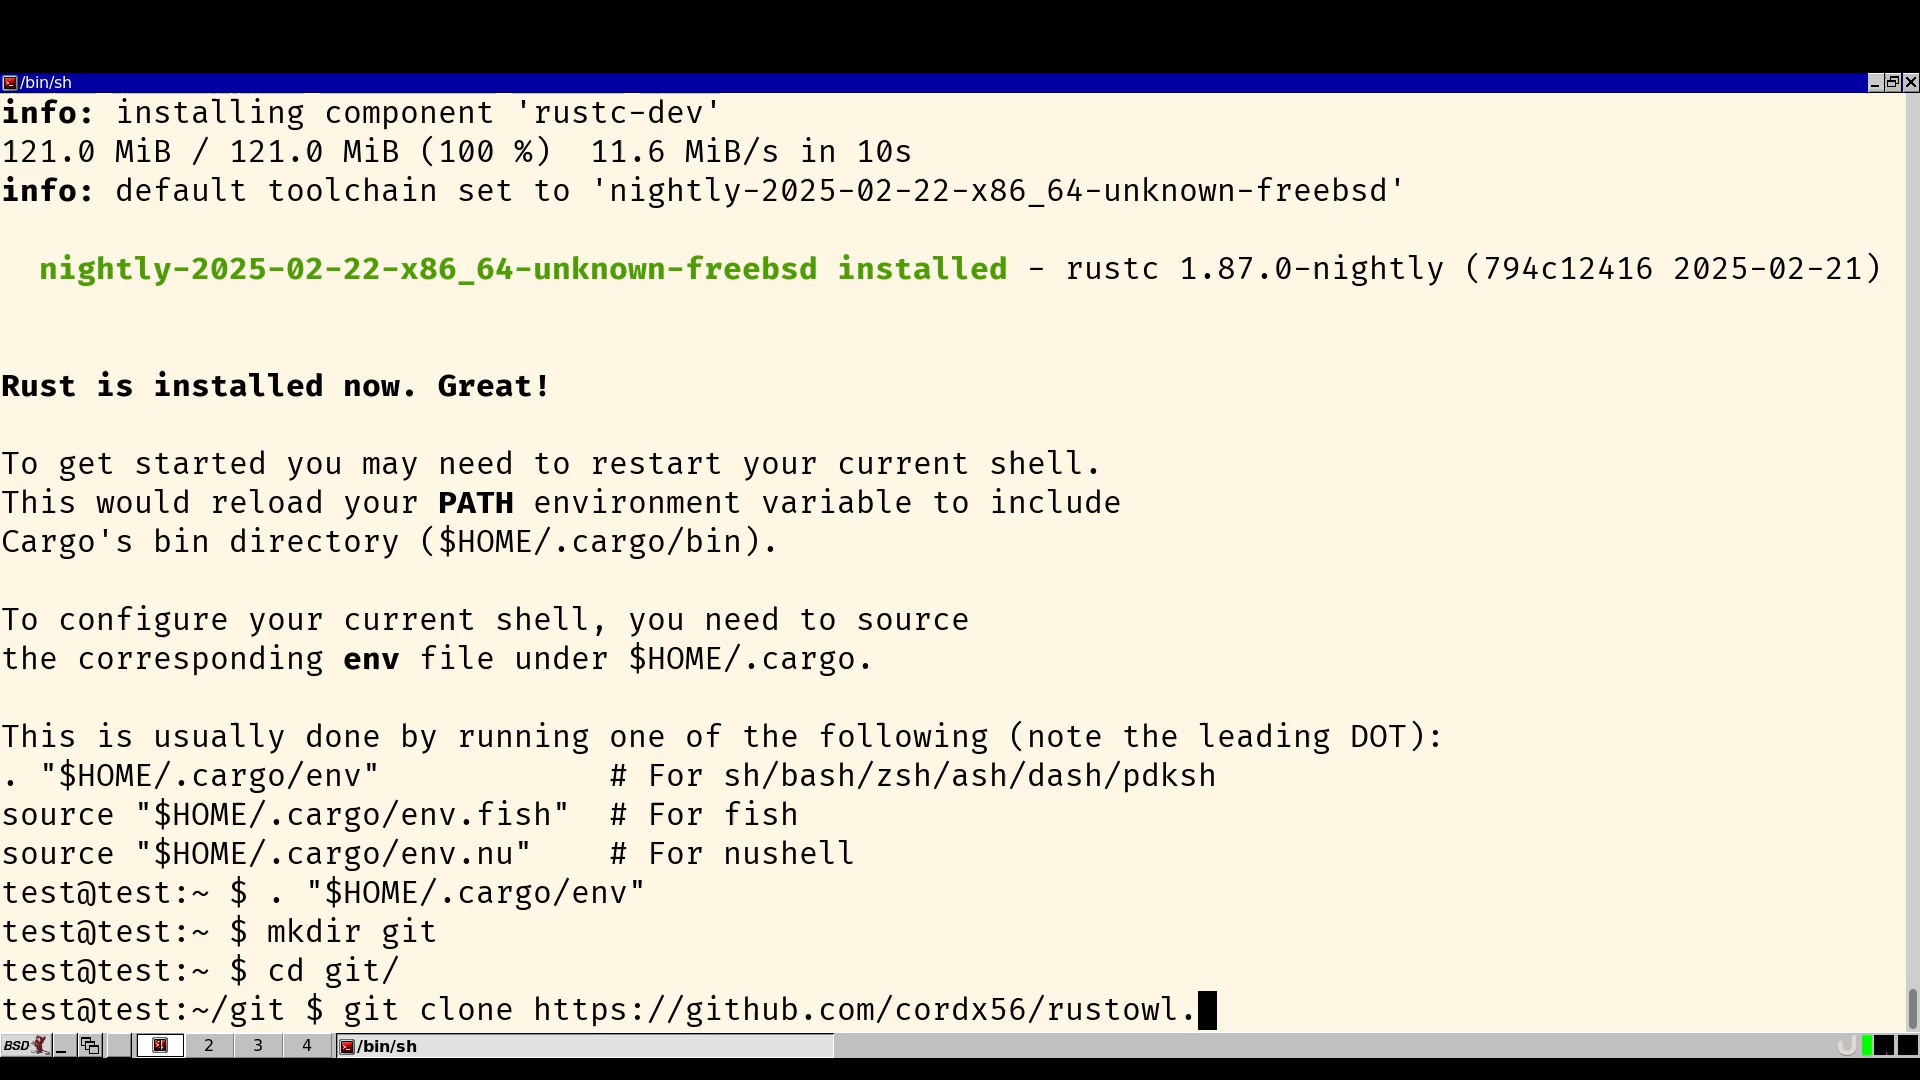 /bin/sh
info: installing component 'rustc-dev'
121.0 MiB / 121.0 MiB (100 %)  11.6 MiB/s in 10s
info: default toolchain set to 'nightly-2025-02-22-x86_64-unknown-freebsd'
nightly-2025-02-22-x86_64-unknown-freebsd installed - rustc 1.87.0-nightly (794c12416 2025-02-21)
Rust is installed now. Great!
To get started you may need to restart your current shell.
This would reload your PATH environment variable to include
Cargo's bin directory ($HOME/.cargo/bin).
To configure your current shell, you need to source
the corresponding env file under $HOME/.cargo.
This is usually done by running one of the following (note the leading DOT):
. "$HOME/.cargo/env"            # For sh/bash/zsh/ash/dash/pdksh
source "$HOME/.cargo/env.fish"  # For fish
source "$HOME/.cargo/env.nu"    # For nushell
test@test:~ $ . "$HOME/.cargo/env"
test@test:~ $ mkdir git
test@test:~ $ cd git/
test@test:~/git $ git clone https://github.com/cordx56/rustowl.
BSD 2 3 4 /bin/sh